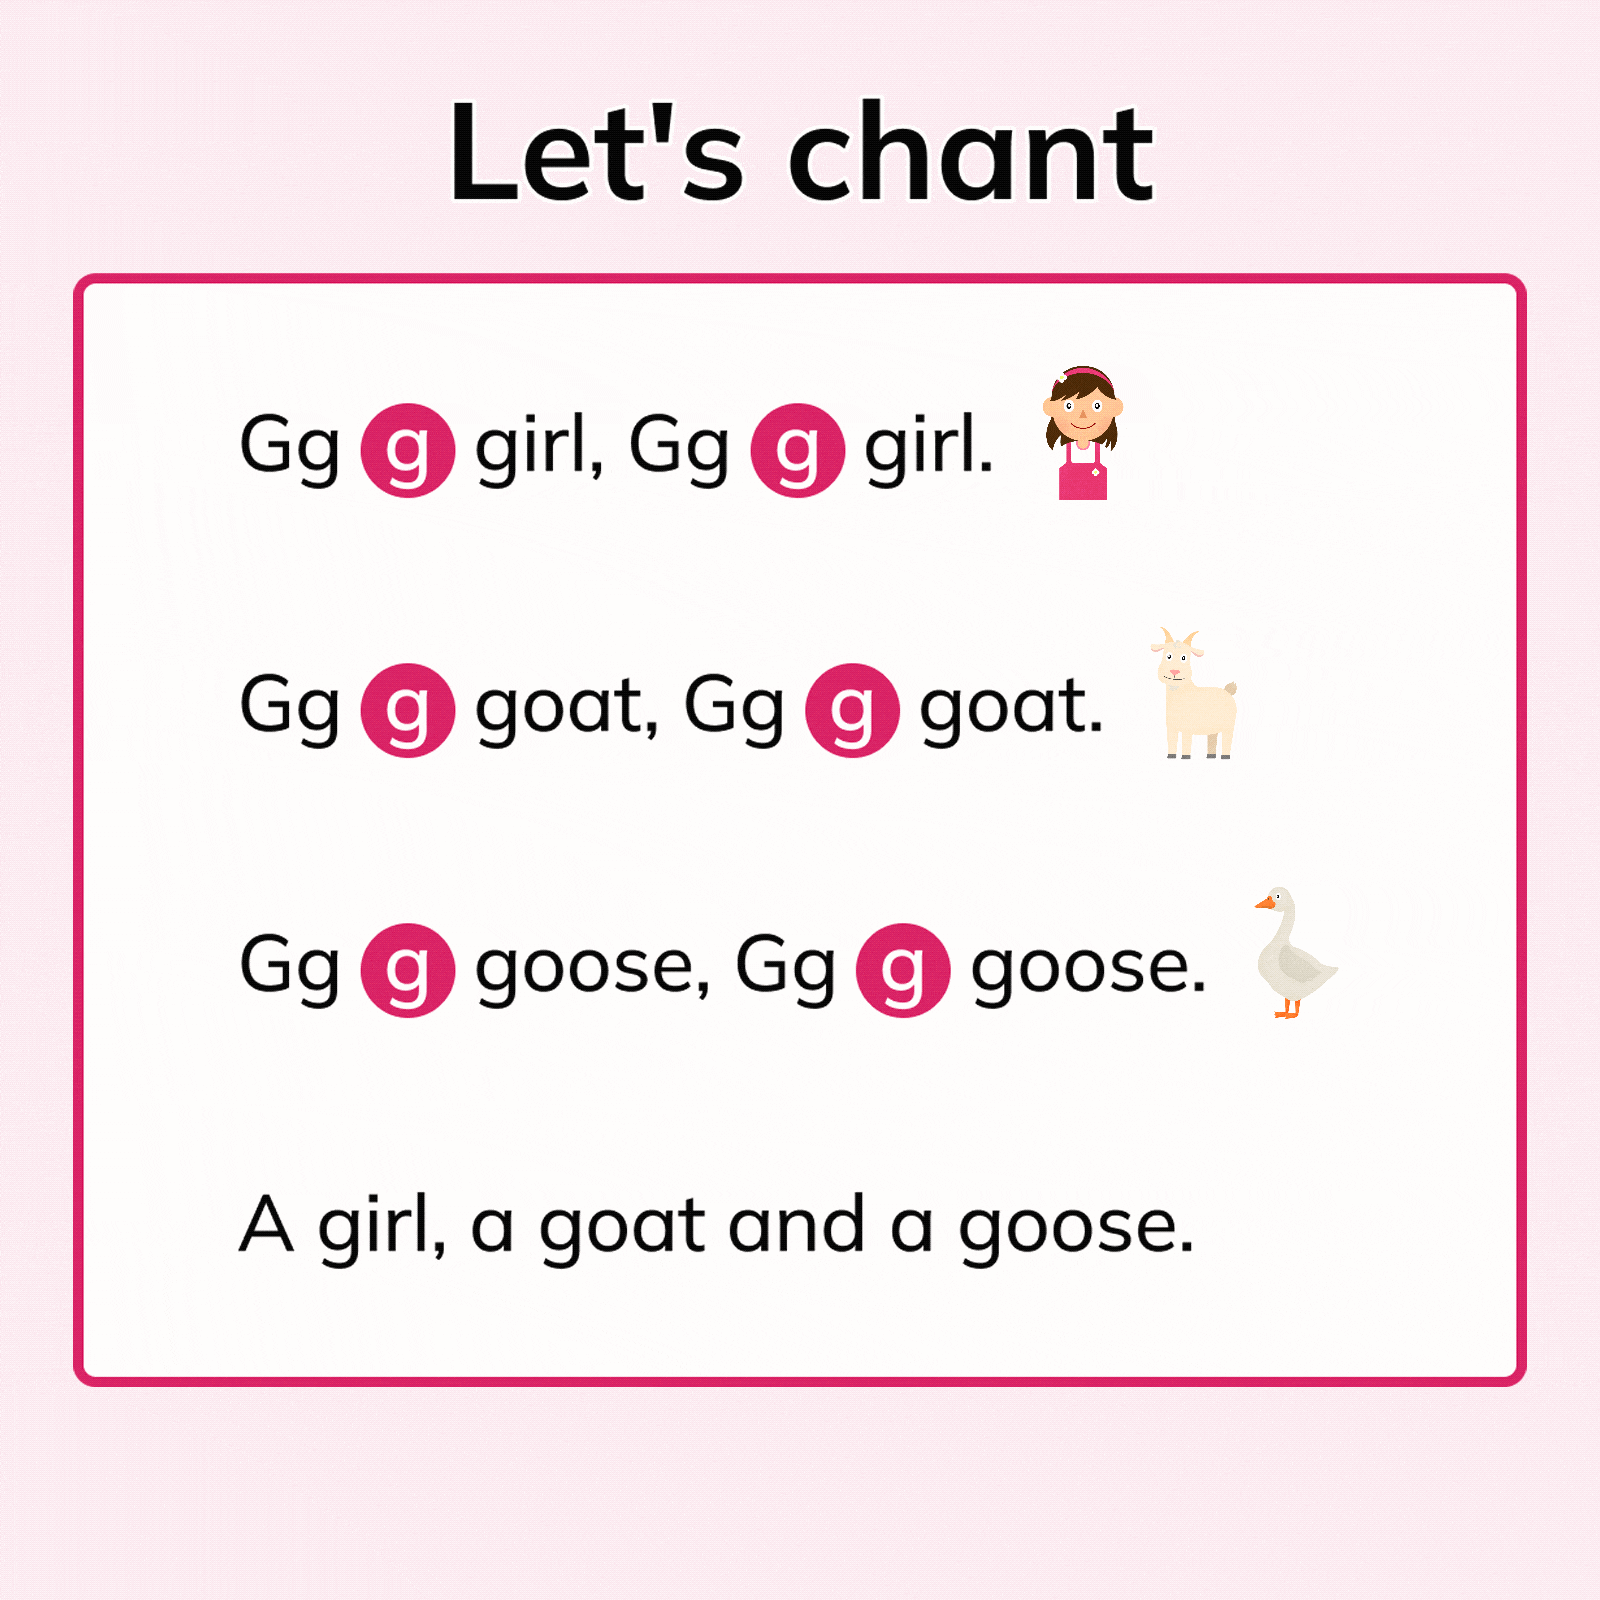 Let's chant
Gg g girl, Gg g girl.
Gg g goat, Gg g goat.
Gg g goose, Gg g goose.
A girl, a goat and a goose.